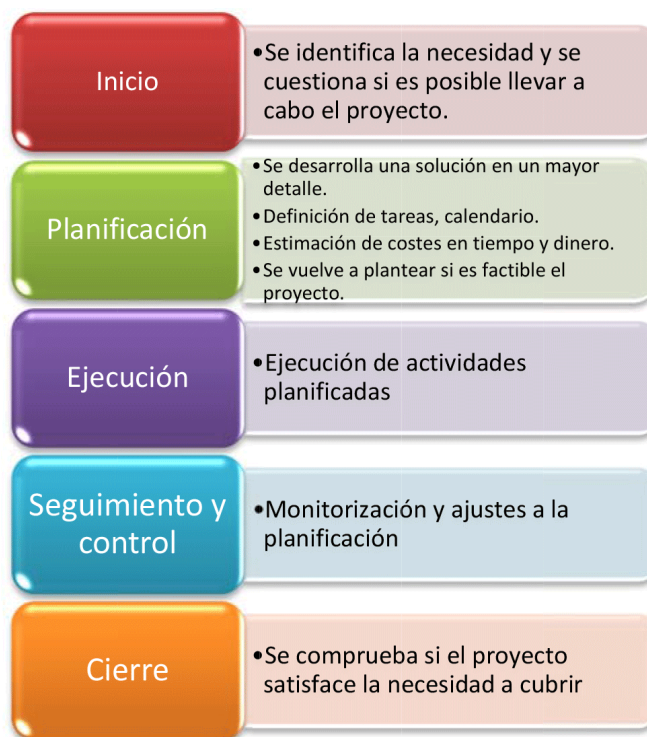 Inicio
•Se identifica la necesidad y se
cuestiona si es posible llevar a
cabo el proyecto.
Planificación
•Se desarrolla una solución en un mayor
detalle.
•Definición de tareas, calendario.
•Estimación de costes en tiempo y dinero.
•Se vuelve a plantear si es factible el
proyecto.
Ejecución
•Ejecución de actividades
planificadas
Seguimiento y
control
•Monitorización y ajustes a la
planificación
Cierre
•Se comprueba si el proyecto
satisface la necesidad a cubrir